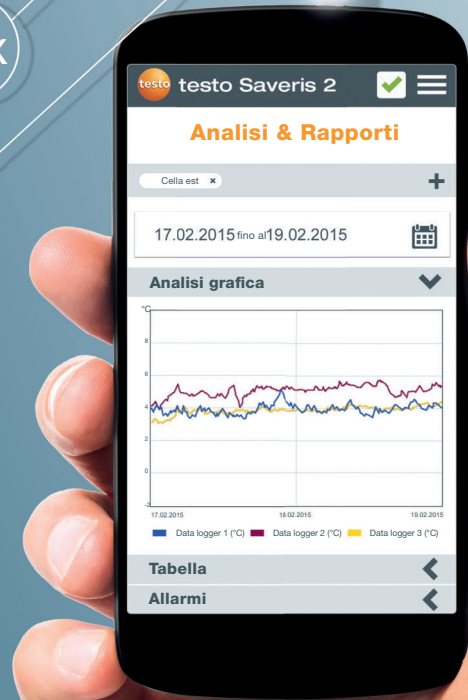 X
testo testo Saveris 2
Analisi & Rapporti
Cella est ×
17.02.2015 fino al 19.02.2015
Analisi grafica
°C
8
6
4
2
0
17.02.2015 18.02.2015 19.02.2015
Data logger 1 (°C) Data logger 2 (°C) Data logger 3 (°C)
Tabella
Allarmi